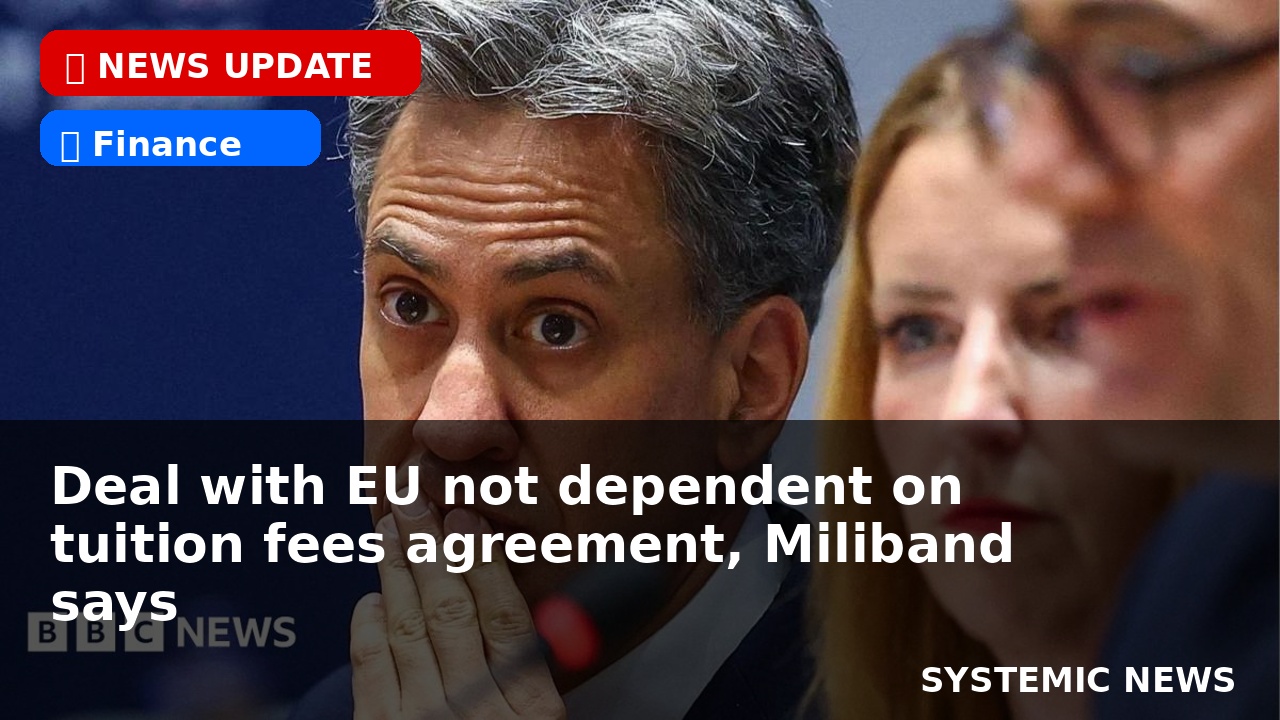 NEWS UPDATE
Finance
Deal with EU not dependent on
tuition fees agreement, Miliband
says
BBC NEWS
SYSTEMIC NEWS